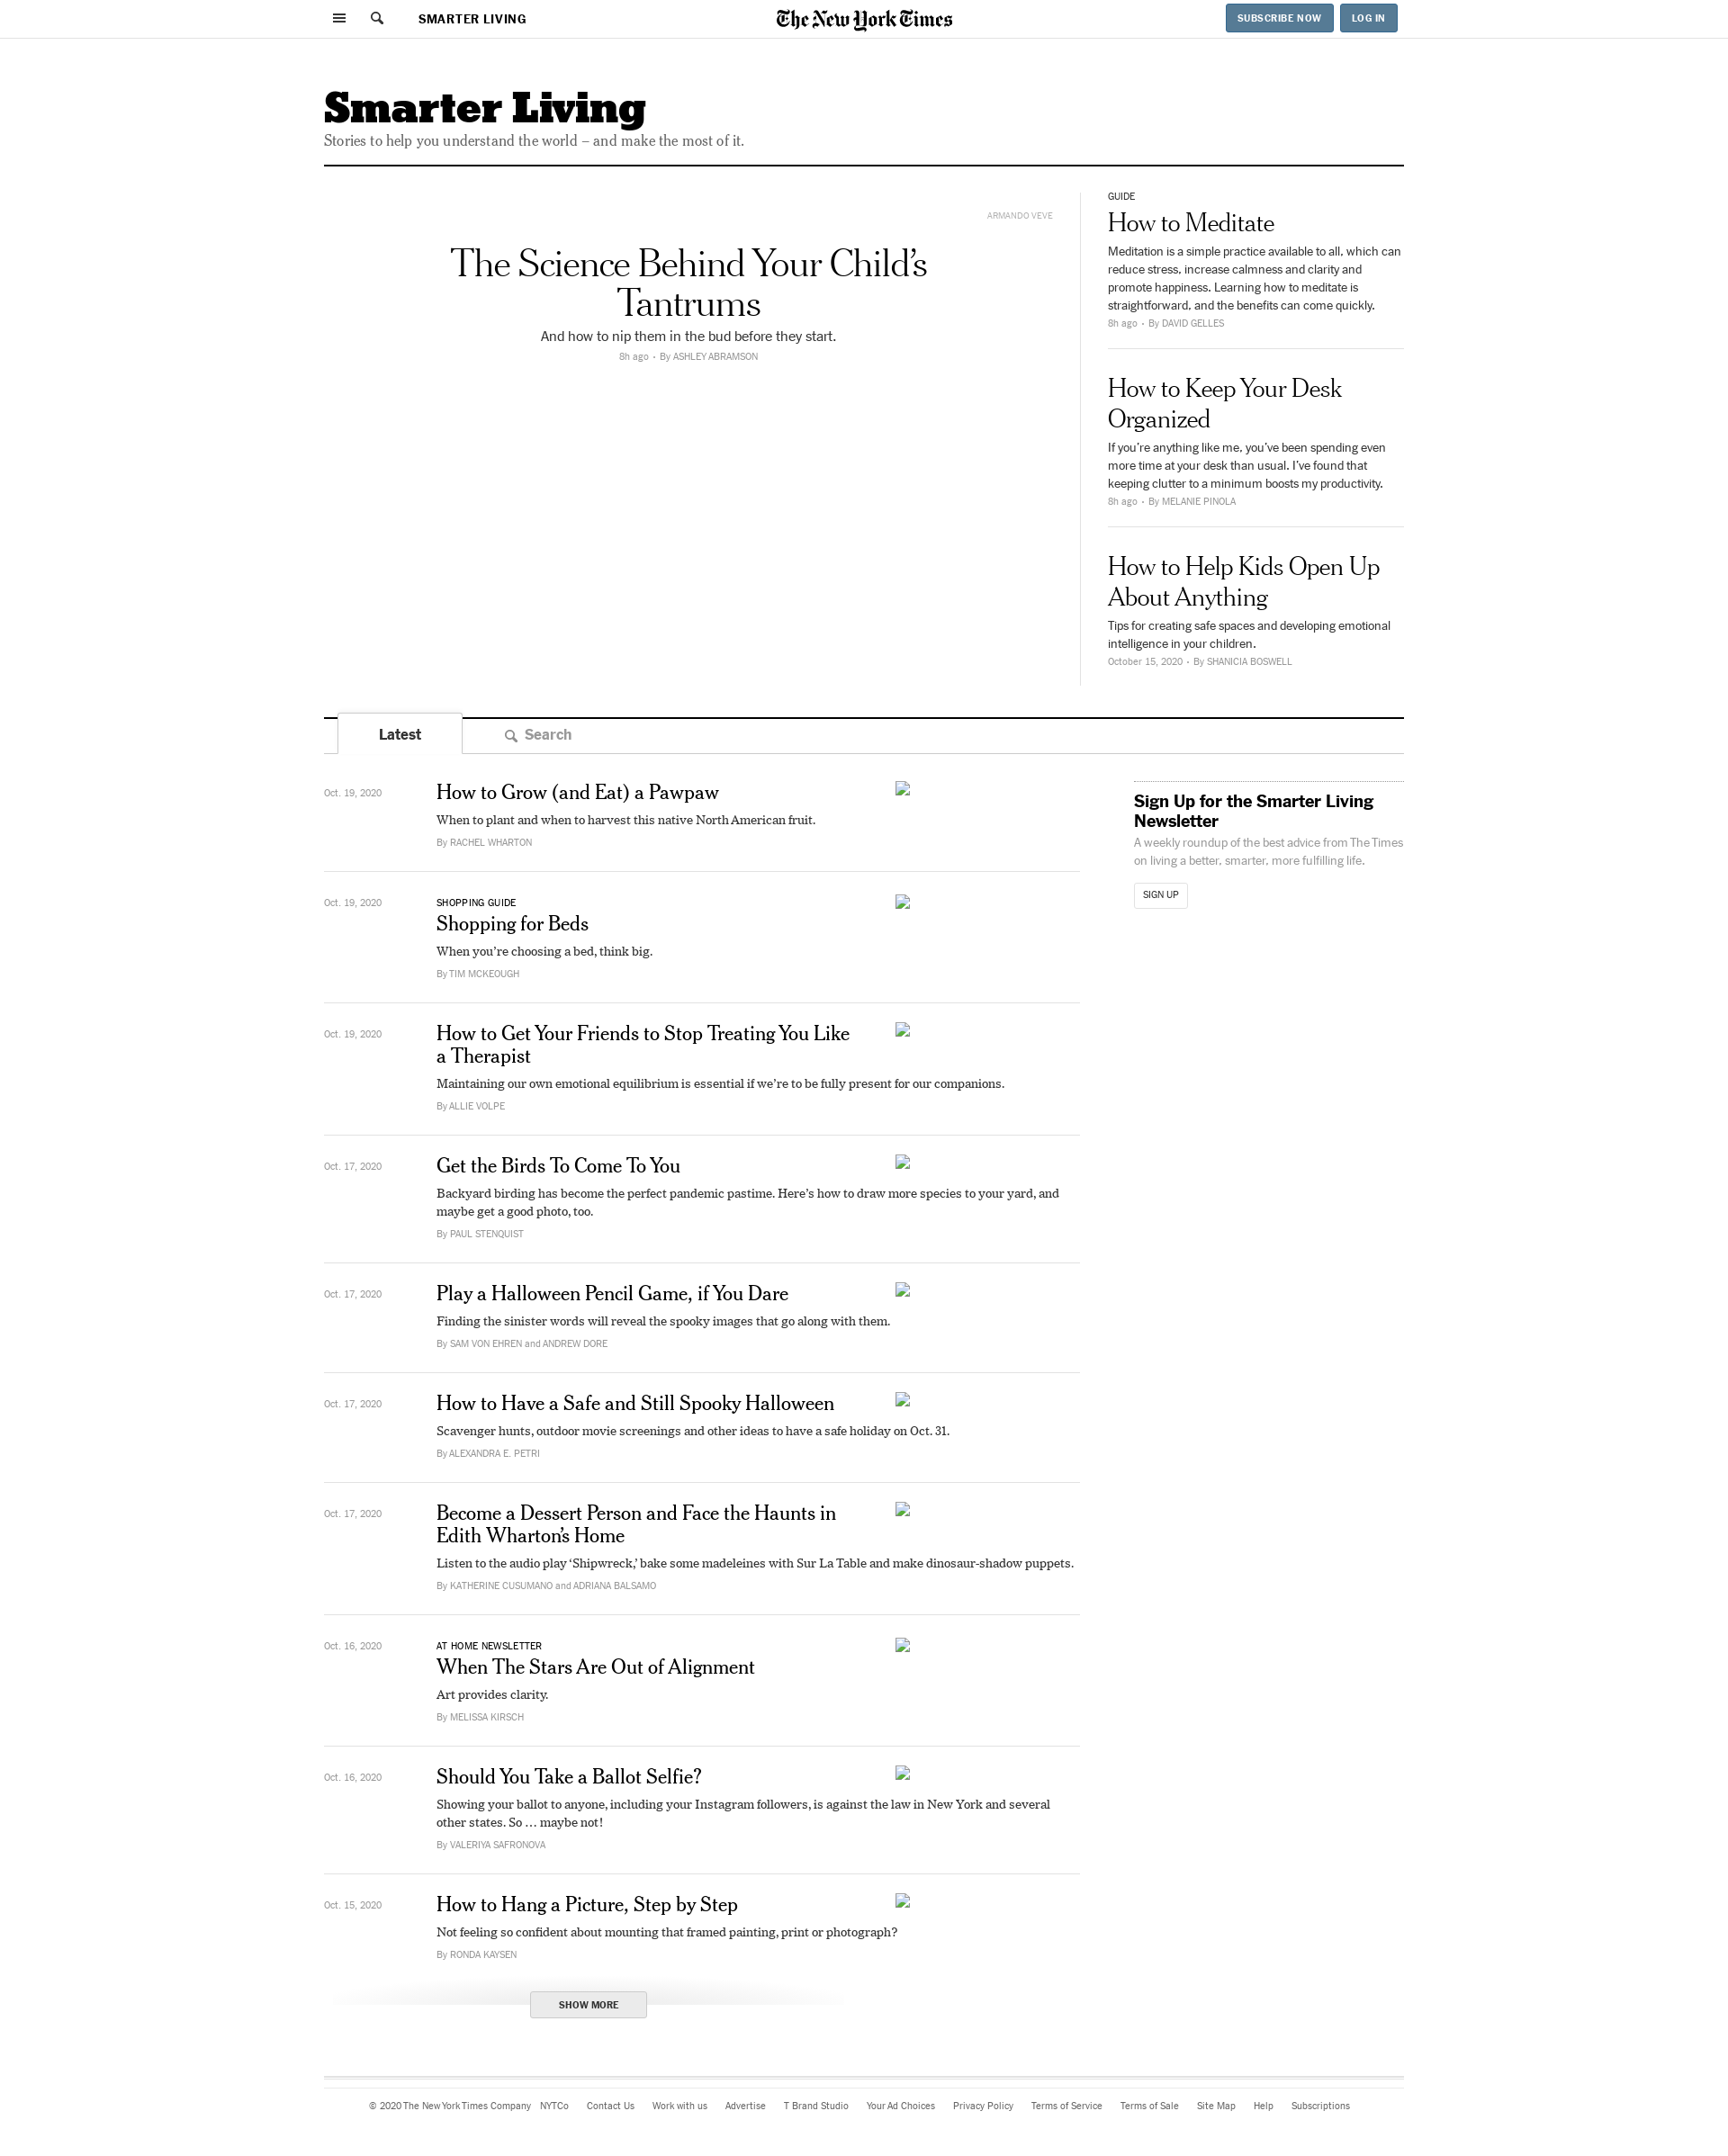 SMARTER LIVING
The New York Times
SUBSCRIBE NOW
LOG IN
Smarter Living
Stories to help you understand the world – and make the most of it.
ARMANDO VEVE
The Science Behind Your Child’s
Tantrums
And how to nip them in the bud before they start.
8h ago • By ASHLEY ABRAMSON
GUIDE
How to Meditate
Meditation is a simple practice available to all, which can
reduce stress, increase calmness and clarity and
promote happiness. Learning how to meditate is
straightforward, and the benefits can come quickly.
8h ago • By DAVID GELLES
How to Keep Your Desk
Organized
If you’re anything like me, you’ve been spending even
more time at your desk than usual. I’ve found that
keeping clutter to a minimum boosts my productivity.
8h ago • By MELANIE PINOLA
How to Help Kids Open Up
About Anything
Tips for creating safe spaces and developing emotional
intelligence in your children.
October 15, 2020 • By SHANICIA BOSWELL
Latest
Search
Oct. 19, 2020
How to Grow (and Eat) a Pawpaw
When to plant and when to harvest this native North American fruit.
By RACHEL WHARTON
Oct. 19, 2020
SHOPPING GUIDE
Shopping for Beds
When you’re choosing a bed, think big.
By TIM MCKEOUGH
Oct. 19, 2020
How to Get Your Friends to Stop Treating You Like
a Therapist
Maintaining our own emotional equilibrium is essential if we’re to be fully present for our companions.
By ALLIE VOLPE
Oct. 17, 2020
Get the Birds To Come To You
Backyard birding has become the perfect pandemic pastime. Here’s how to draw more species to your yard, and
maybe get a good photo, too.
By PAUL STENQUIST
Oct. 17, 2020
Play a Halloween Pencil Game, if You Dare
Finding the sinister words will reveal the spooky images that go along with them.
By SAM VON EHREN and ANDREW DORE
Oct. 17, 2020
How to Have a Safe and Still Spooky Halloween
Scavenger hunts, outdoor movie screenings and other ideas to have a safe holiday on Oct. 31.
By ALEXANDRA E. PETRI
Oct. 17, 2020
Become a Dessert Person and Face the Haunts in
Edith Wharton’s Home
Listen to the audio play ‘Shipwreck,’ bake some madeleines with Sur La Table and make dinosaur-shadow puppets.
By KATHERINE CUSUMANO and ADRIANA BALSAMO
Oct. 16, 2020
AT HOME NEWSLETTER
When The Stars Are Out of Alignment
Art provides clarity.
By MELISSA KIRSCH
Oct. 16, 2020
Should You Take a Ballot Selfie?
Showing your ballot to anyone, including your Instagram followers, is against the law in New York and several
other states. So … maybe not!
By VALERIYA SAFRONOVA
Oct. 15, 2020
How to Hang a Picture, Step by Step
Not feeling so confident about mounting that framed painting, print or photograph?
By RONDA KAYSEN
SHOW MORE
Sign Up for the Smarter Living
Newsletter
A weekly roundup of the best advice from The Times
on living a better, smarter, more fulfilling life.
SIGN UP
© 2020 The New York Times Company NYTCo Contact Us Work with us Advertise T Brand Studio Your Ad Choices Privacy Policy Terms of Service Terms of Sale Site Map Help Subscriptions